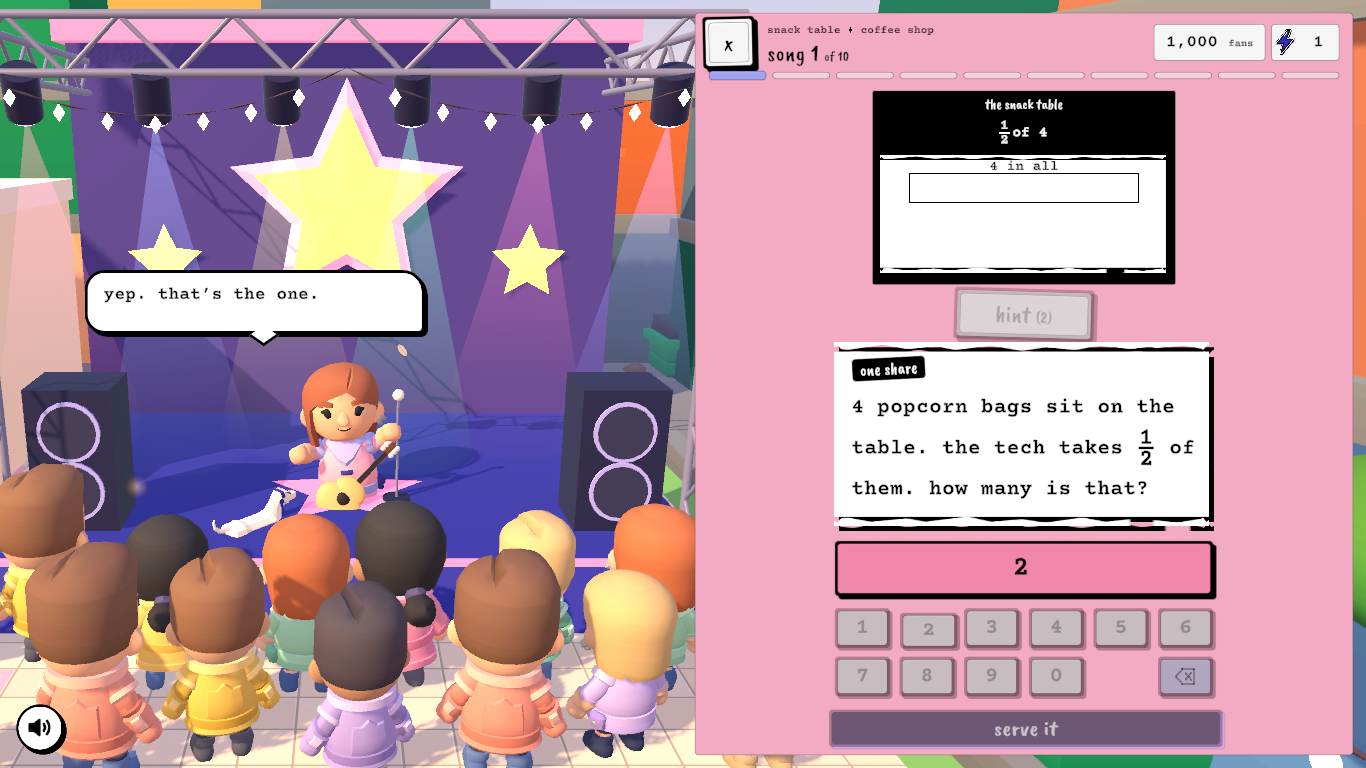 yep. that's the one.
x
snack table + coffee shop
song 1 of 10
1,000 fans
1
the snack table
1/2 of 4
4 in all
hint (2)
one share
4 popcorn bags sit on the
table. the tech takes 1/2 of
them. how many is that?
2
1 2 3 4 5 6
7 8 9 0
serve it